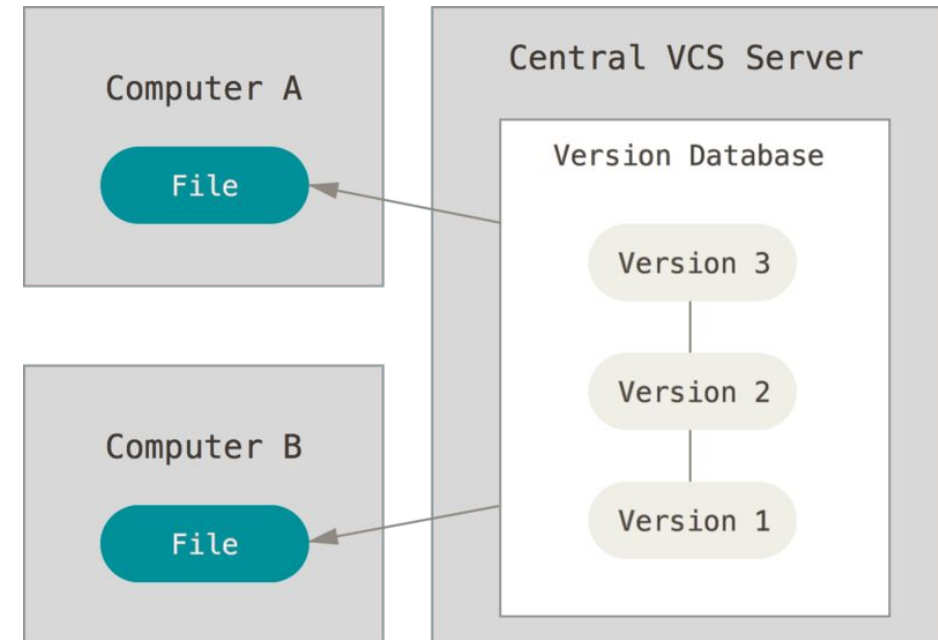 Computer A
File
Computer B
File
Central VCS Server
Version Database
Version 3
Version 2
Version 1